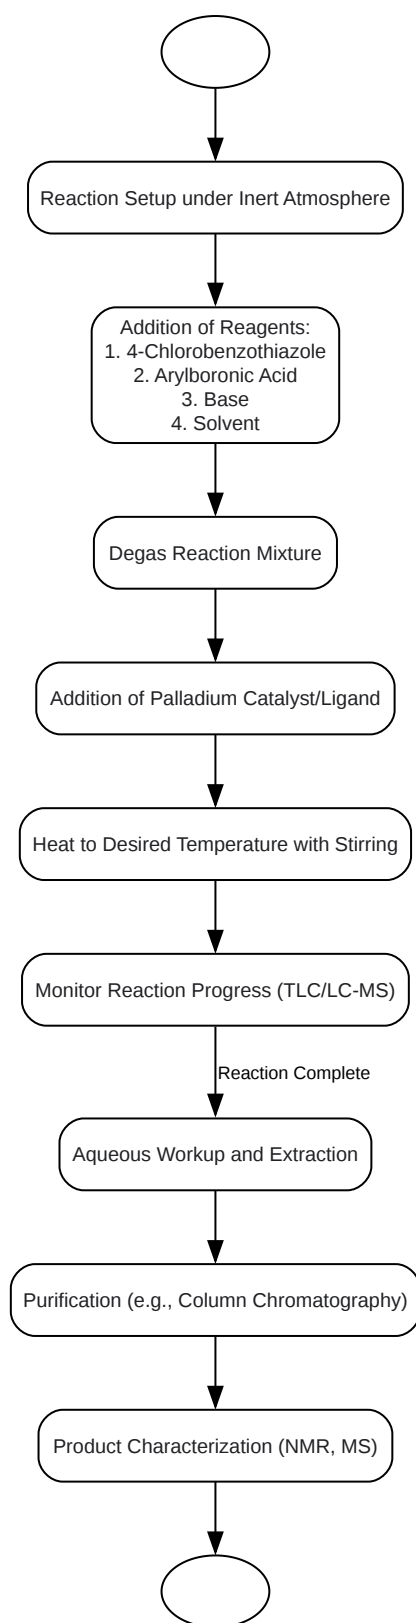 Reaction Setup under Inert Atmosphere
Addition of Reagents:
1. 4-Chlorobenzothiazole
2. Arylboronic Acid
3. Base
4. Solvent
Degas Reaction Mixture
Addition of Palladium Catalyst/Ligand
Heat to Desired Temperature with Stirring
Monitor Reaction Progress (TLC/LC-MS)
Reaction Complete
Aqueous Workup and Extraction
Purification (e.g., Column Chromatography)
Product Characterization (NMR, MS)